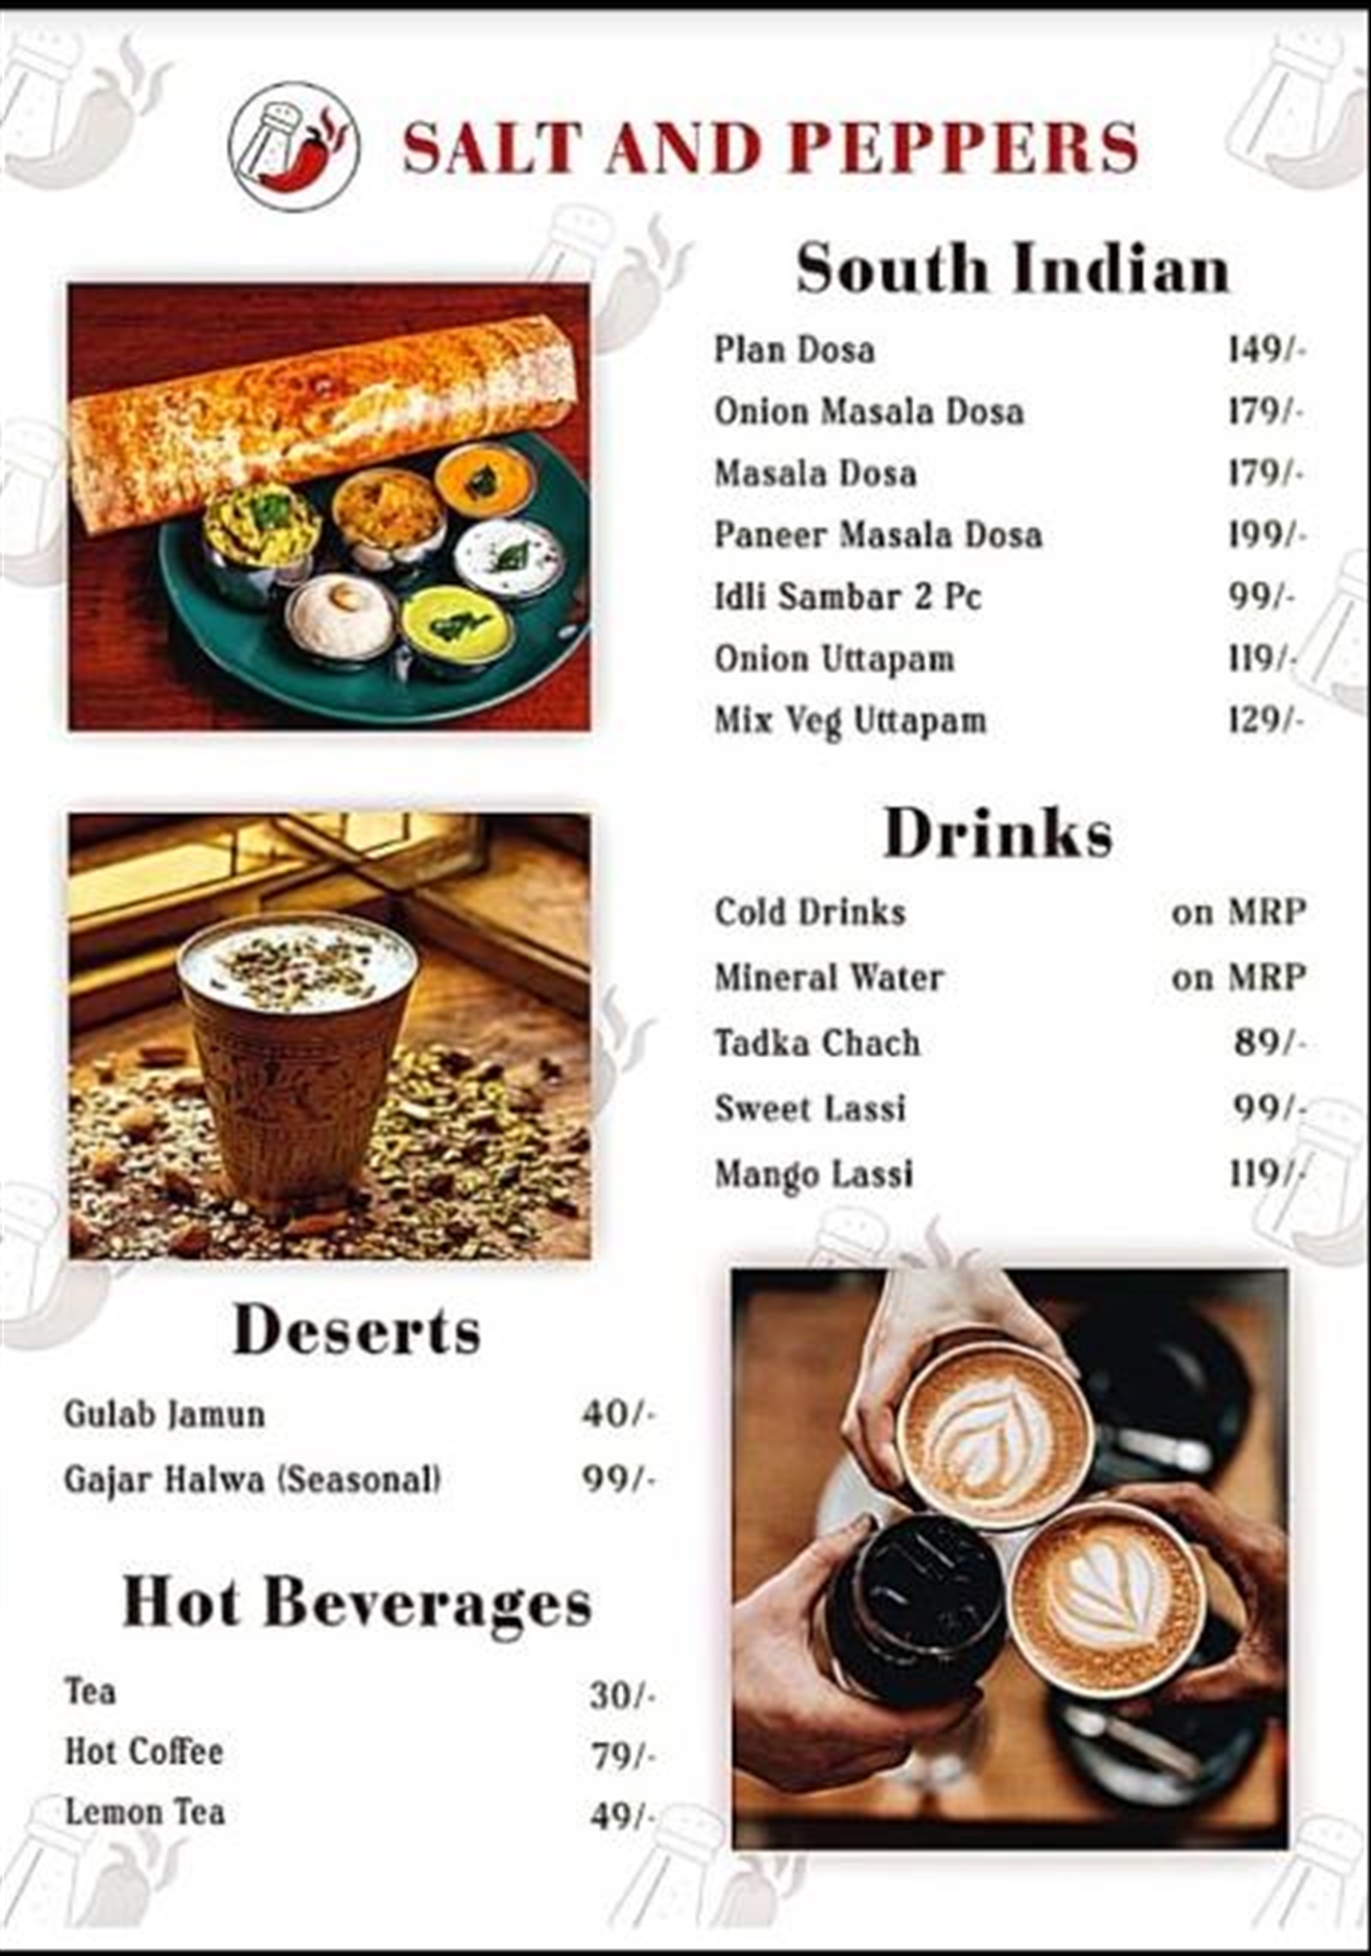 SALT AND PEPPERS
South Indian
Plan Dosa 149/-
Onion Masala Dosa 179/-
Masala Dosa 179/-
Paneer Masala Dosa 199/-
Idli Sambar 2 Pc 99/-
Onion Uttapam 119/-
Mix Veg Uttapam 129/-
Drinks
Cold Drinks on MRP
Mineral Water on MRP
Tadka Chach 89/-
Sweet Lassi 99/-
Mango Lassi 119/-
Deserts
Gulab Jamun 40/-
Gajar Halwa (Seasonal) 99/-
Hot Beverages
Tea 30/-
Hot Coffee 79/-
Lemon Tea 49/-